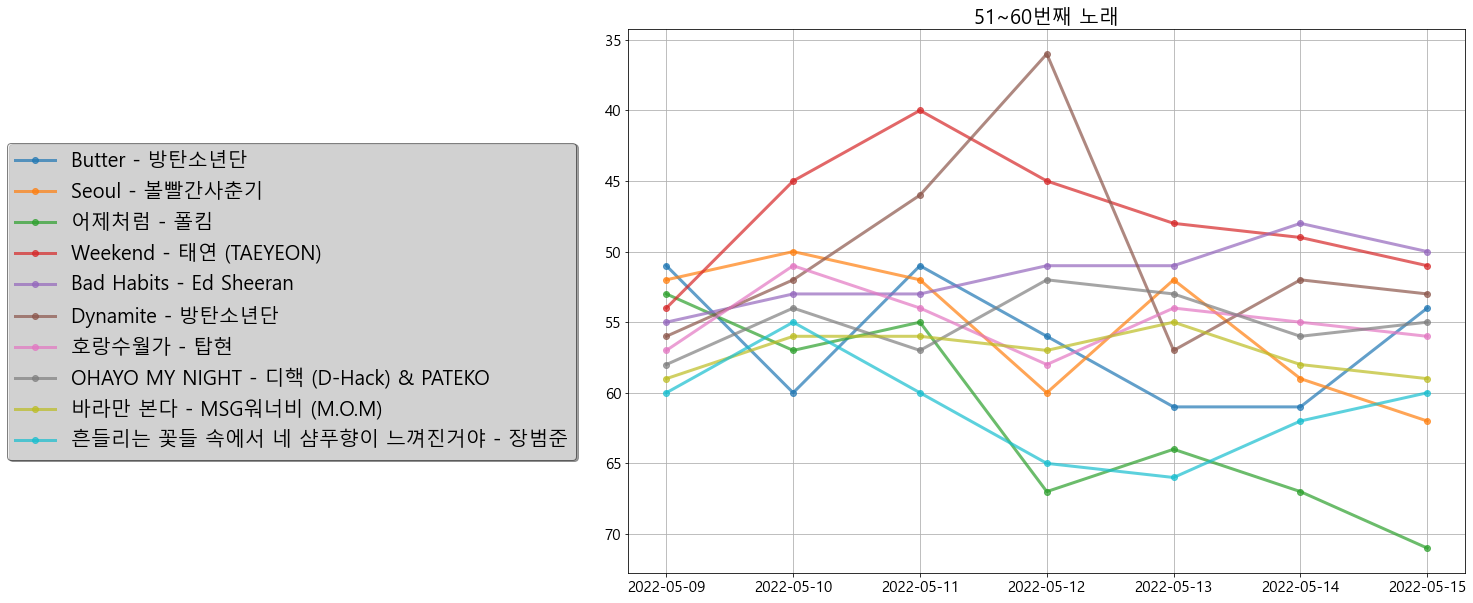 51~60번째 노래
Butter - 방탄소년단
Seoul - 볼빨간사춘기
어제처럼 - 폴킴
Weekend - 태연 (TAEYEON)
Bad Habits - Ed Sheeran
Dynamite - 방탄소년단
호랑수월가 - 탑현
OHAYO MY NIGHT - 디핵 (D-Hack) & PATEKO
바라만 본다 - MSG워너비 (M.O.M)
흔들리는 꽃들 속에서 네 샴푸향이 느껴진거야 - 장범준
35
40
45
50
55
60
65
70
2022-05-09 2022-05-10 2022-05-11 2022-05-12 2022-05-13 2022-05-14 2022-05-15